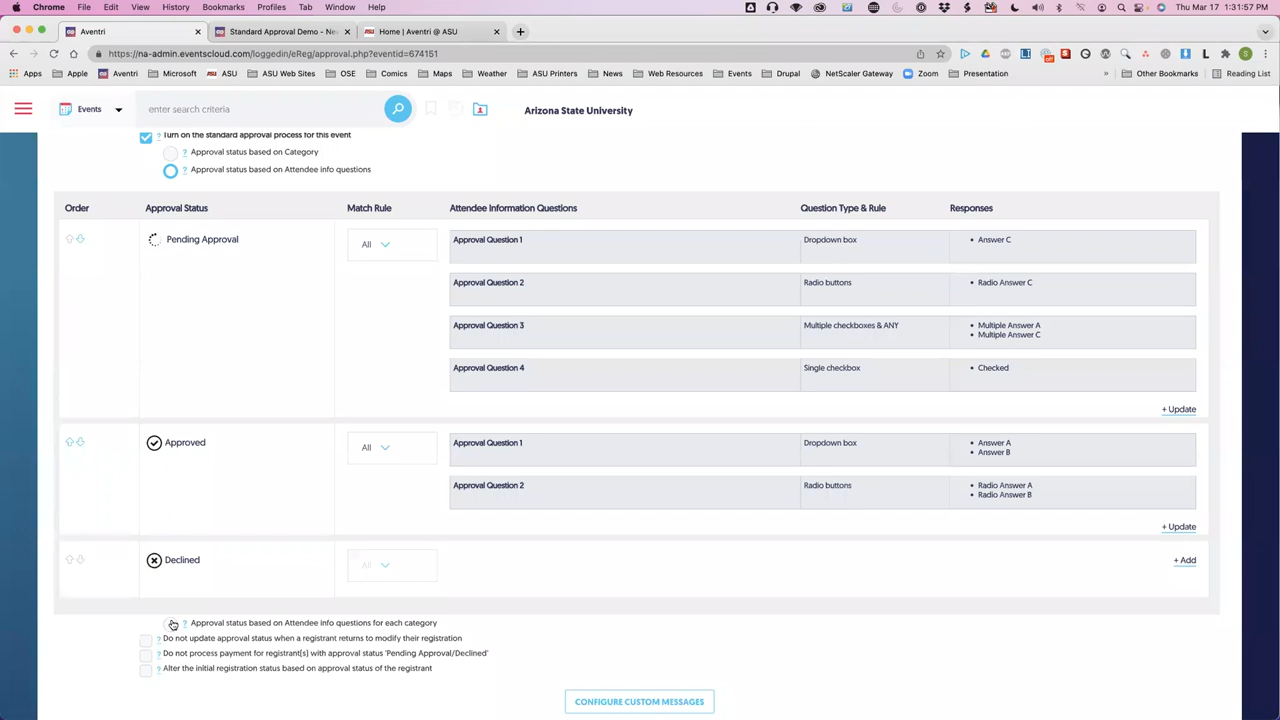 Chrome File Edit View History Bookmarks Profiles Tab Window Help Thu Mar 17 1:31:57 PM
Aventri Standard Approval Demo - Ne Home | Aventri @ ASU
https://na-admin.eventscloud.com/loggedin/eReg/approval.php?eventid=674151
Apps Apple Aventri Microsoft ASU ASU Web Sites OSE Comics Maps Weather ASU Printers News Web Resources Events Drupal NetScaler Gateway Zoom Presentation » Other Bookmarks Reading List
Events enter search criteria Arizona State University
? Turn on the standard approval process for this event
? Approval status based on Category
? Approval status based on Attendee info questions
Order Approval Status Match Rule Attendee Information Questions Question Type & Rule Responses
Pending Approval All Approval Question 1 Dropdown box • Answer C
Approval Question 2 Radio buttons • Radio Answer C
Approval Question 3 Multiple checkboxes & ANY • Multiple Answer A
• Multiple Answer C
Approval Question 4 Single checkbox • Checked
+ Update
Approved All Approval Question 1 Dropdown box • Answer A
• Answer B
Approval Question 2 Radio buttons • Radio Answer A
• Radio Answer B
+ Update
Declined All + Add
? Approval status based on Attendee info questions for each category
? Do not update approval status when a registrant returns to modify their registration
? Do not process payment for registrant(s) with approval status 'Pending Approval/Declined'
? Alter the initial registration status based on approval status of the registrant
CONFIGURE CUSTOM MESSAGES